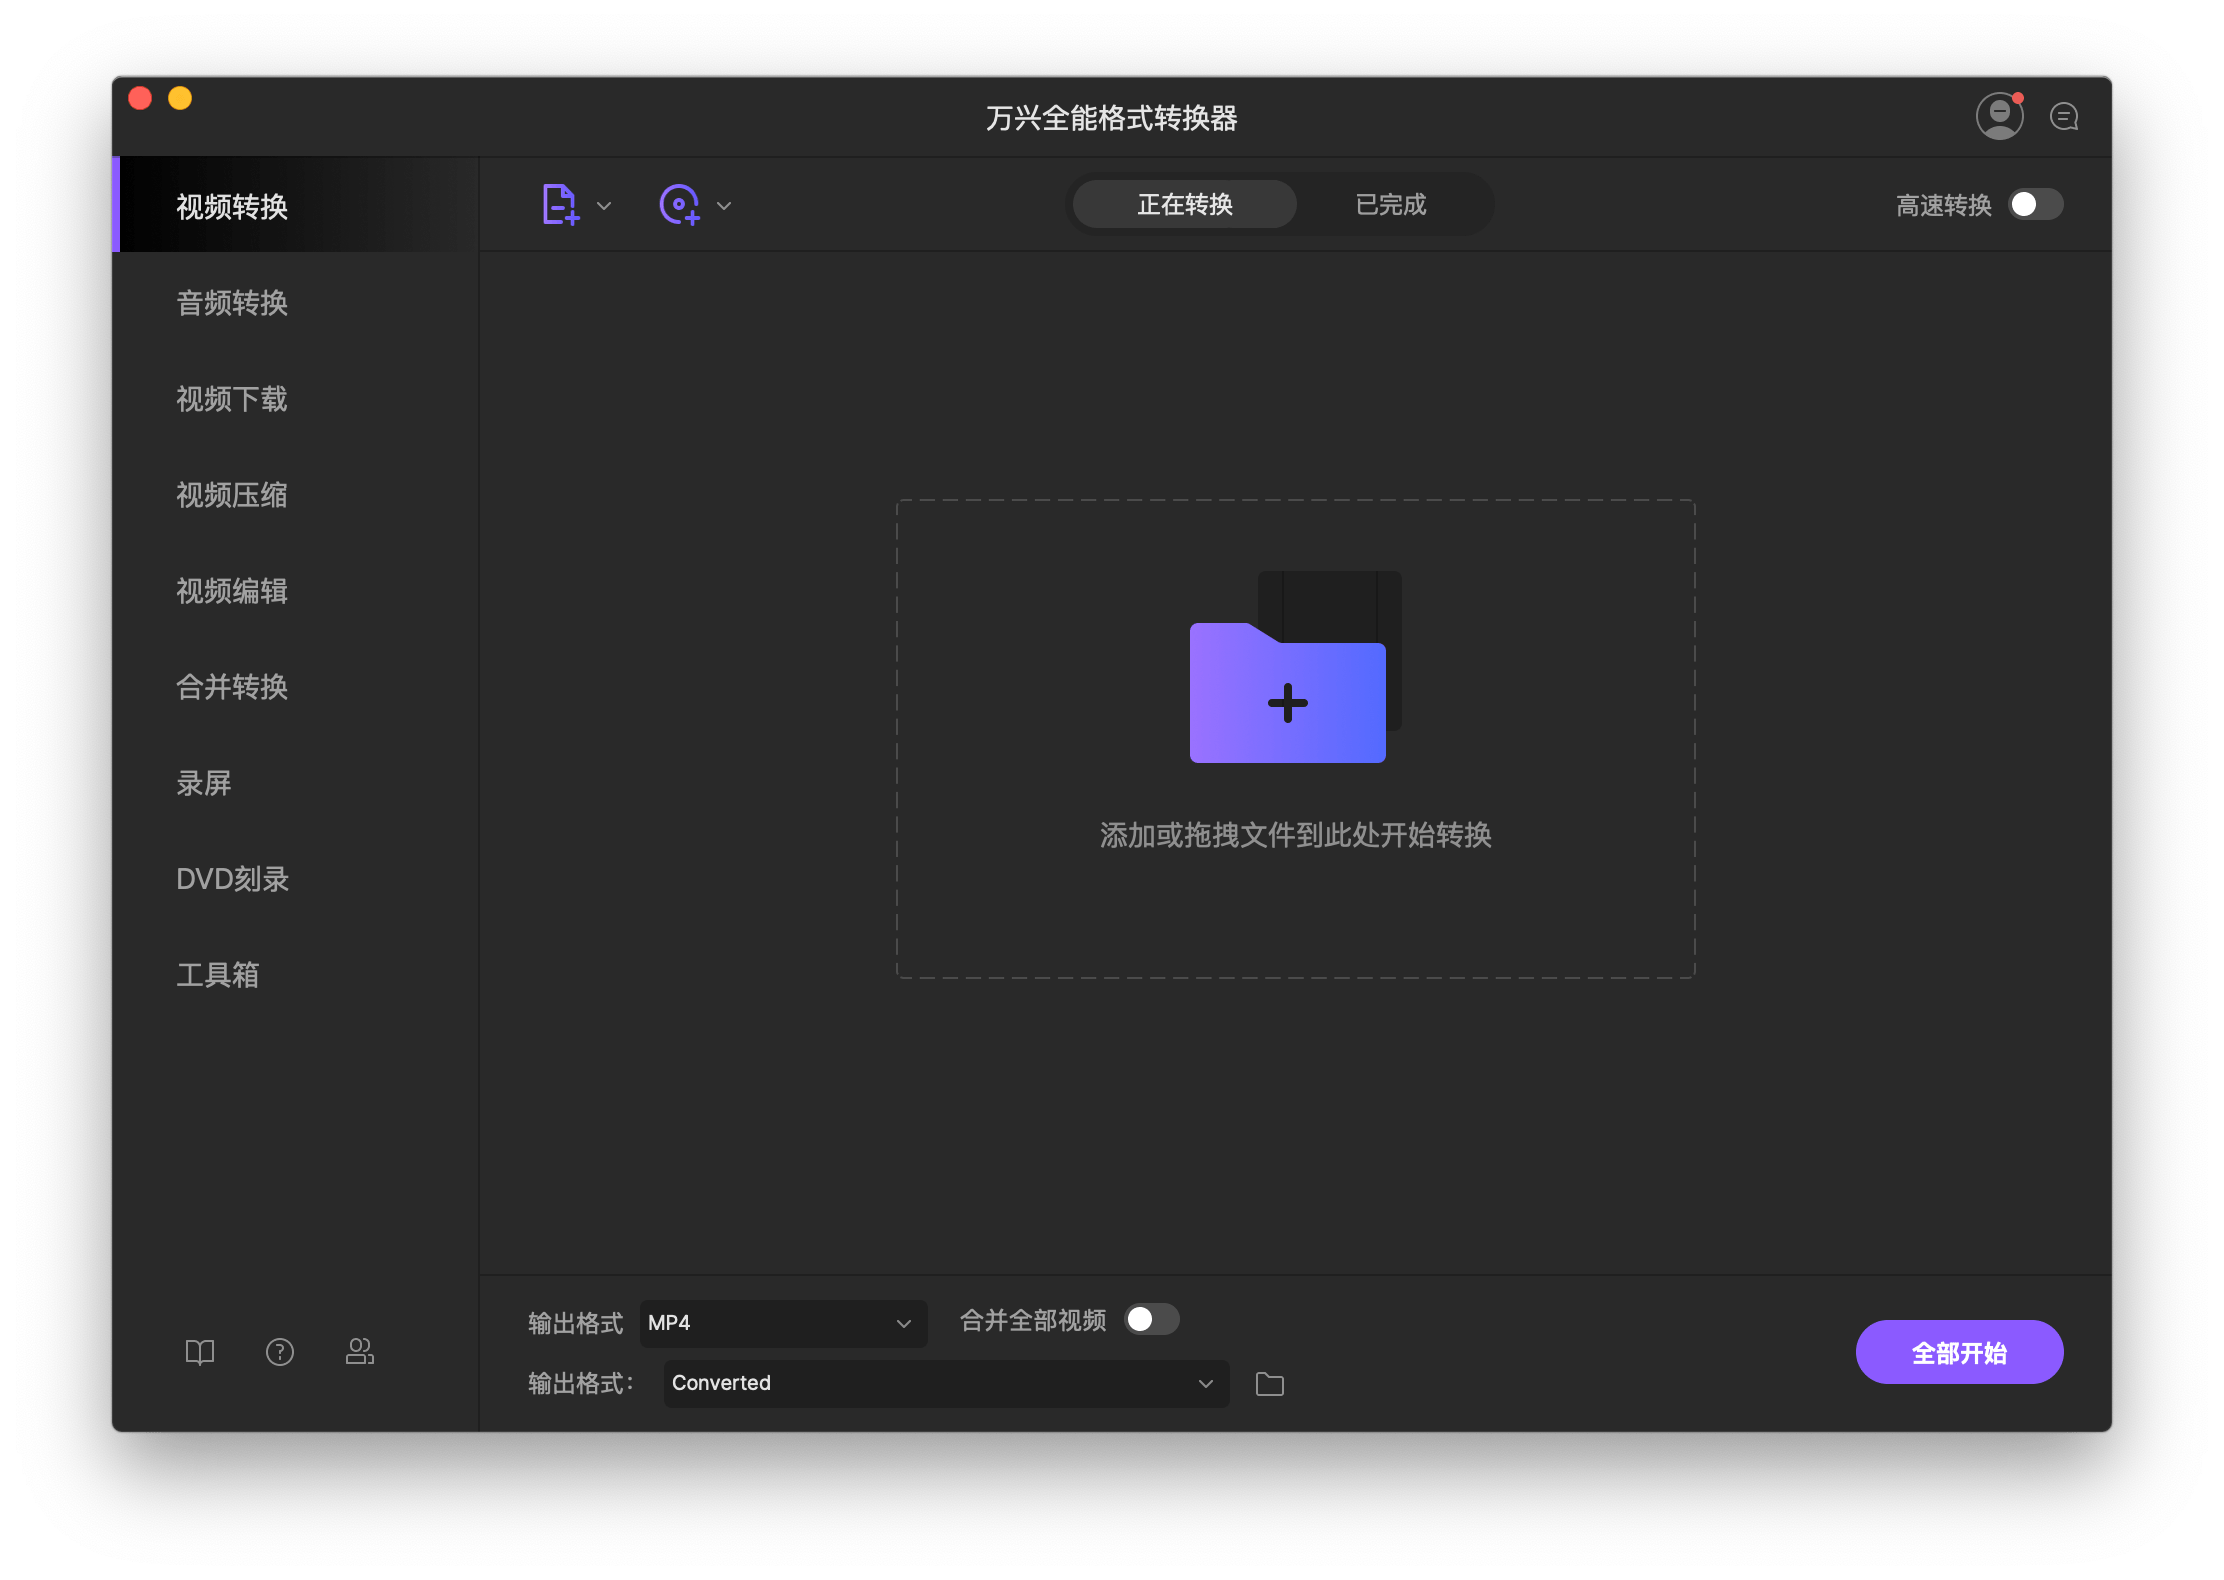 万兴全能格式转换器
视频转换
音频转换
视频下载
视频压缩
视频编辑
合并转换
录屏
DVD刻录
工具箱
正在转换
已完成
高速转换
添加或拖拽文件到此处开始转换
输出格式 MP4
合并全部视频
输出格式： Converted
全部开始